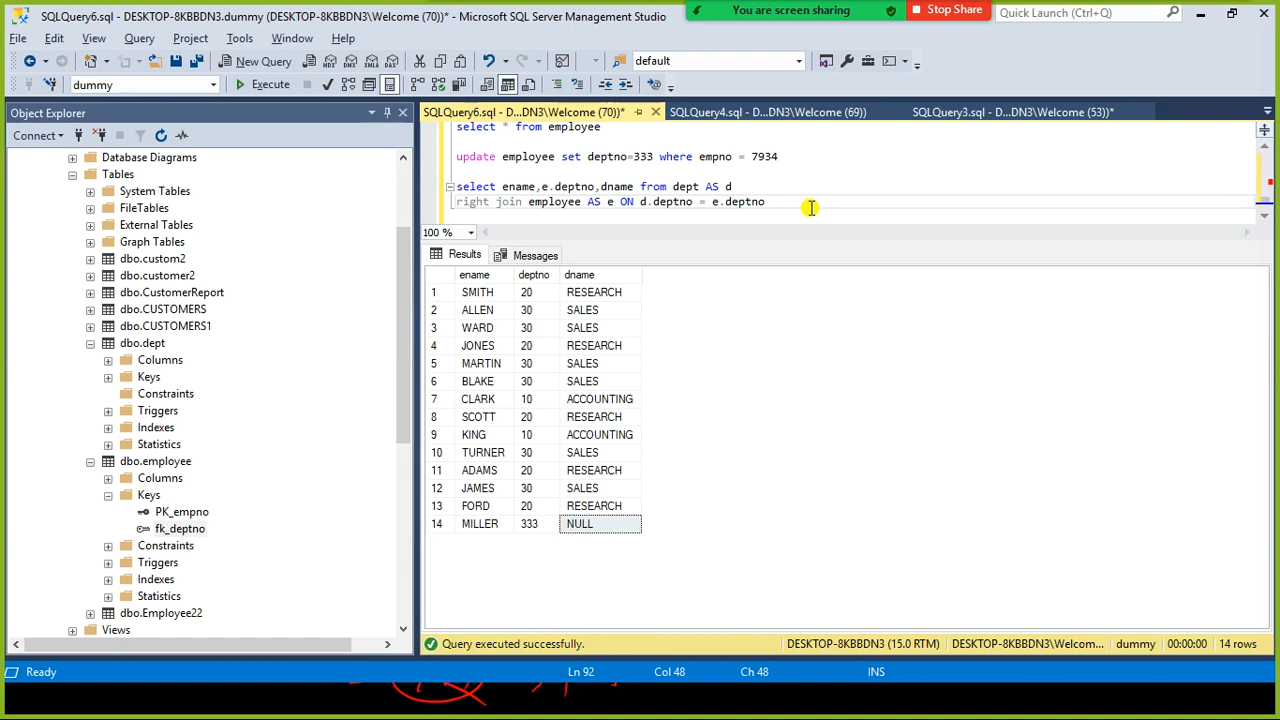 SQLQuery6.sql - DESKTOP-8KBBDN3.dummy (DESKTOP-8KBBDN3\Welcome (70))* - Microsoft SQL Server Management Studio
You are screen sharing
Stop Share
Quick Launch (Ctrl+Q)
File Edit View Query Project Tools Window Help
New Query
default
dummy
Execute
Object Explorer
Connect
Database Diagrams
Tables
System Tables
FileTables
External Tables
Graph Tables
dbo.custom2
dbo.customer2
dbo.CustomerReport
dbo.CUSTOMERS
dbo.CUSTOMERS1
dbo.dept
Columns
Keys
Constraints
Triggers
Indexes
Statistics
dbo.employee
Columns
Keys
PK_empno
fk_deptno
Constraints
Triggers
Indexes
Statistics
dbo.Employee22
Views
SQLQuery6.sql - D...DN3\Welcome (70))*
SQLQuery4.sql - D...DN3\Welcome (69))
SQLQuery3.sql - D...DN3\Welcome (53))*
select * from employee
update employee set deptno=333 where empno = 7934
select ename,e.deptno,dname from dept AS d
right join employee AS e ON d.deptno = e.deptno
100 %
Results Messages
ename deptno dname
1 SMITH 20 RESEARCH
2 ALLEN 30 SALES
3 WARD 30 SALES
4 JONES 20 RESEARCH
5 MARTIN 30 SALES
6 BLAKE 30 SALES
7 CLARK 10 ACCOUNTING
8 SCOTT 20 RESEARCH
9 KING 10 ACCOUNTING
10 TURNER 30 SALES
11 ADAMS 20 RESEARCH
12 JAMES 30 SALES
13 FORD 20 RESEARCH
14 MILLER 333 NULL
Query executed successfully.
DESKTOP-8KBBDN3 (15.0 RTM) DESKTOP-8KBBDN3\Welcom... dummy 00:00:00 14 rows
Ready Ln 92 Col 48 Ch 48 INS